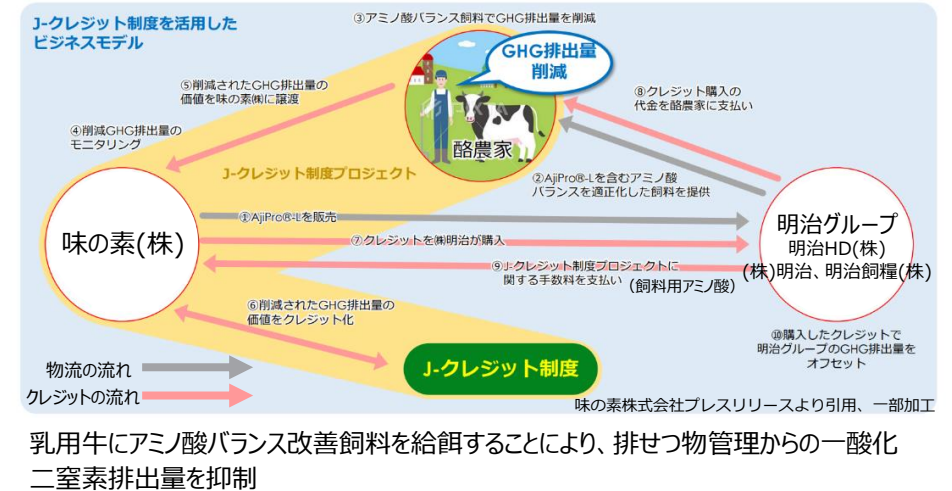 J-クレジット制度を活用した
ビジネスモデル
③アミノ酸バランス飼料でGHG排出量を削減
GHG排出量
削減
⑤削減されたGHG排出量の
価値を味の素㈱に譲渡
⑧クレジット購入の
代金を酪農家に支払い
④削減GHG排出量の
モニタリング
酪農家
J-クレジット制度プロジェクト
②AjiPro®-Lを含むアミノ酸
バランスを適正化した飼料を提供
①AjiPro®-Lを販売
味の素(株)
⑦クレジットを㈱明治が購入
明治グループ
明治HD(株)
(株)明治、明治飼糧(株)
⑨J-クレジット制度プロジェクトに
関する手数料を支払い
(飼料用アミノ酸)
⑥削減されたGHG排出量の
価値をクレジット化
⑩購入したクレジットで
明治グループのGHG排出量を
オフセット
J-クレジット制度
物流の流れ
クレジットの流れ
味の素株式会社プレスリリースより引用、一部加工
乳用牛にアミノ酸バランス改善飼料を給餌することにより、排せつ物管理からの一酸化
二窒素排出量を抑制